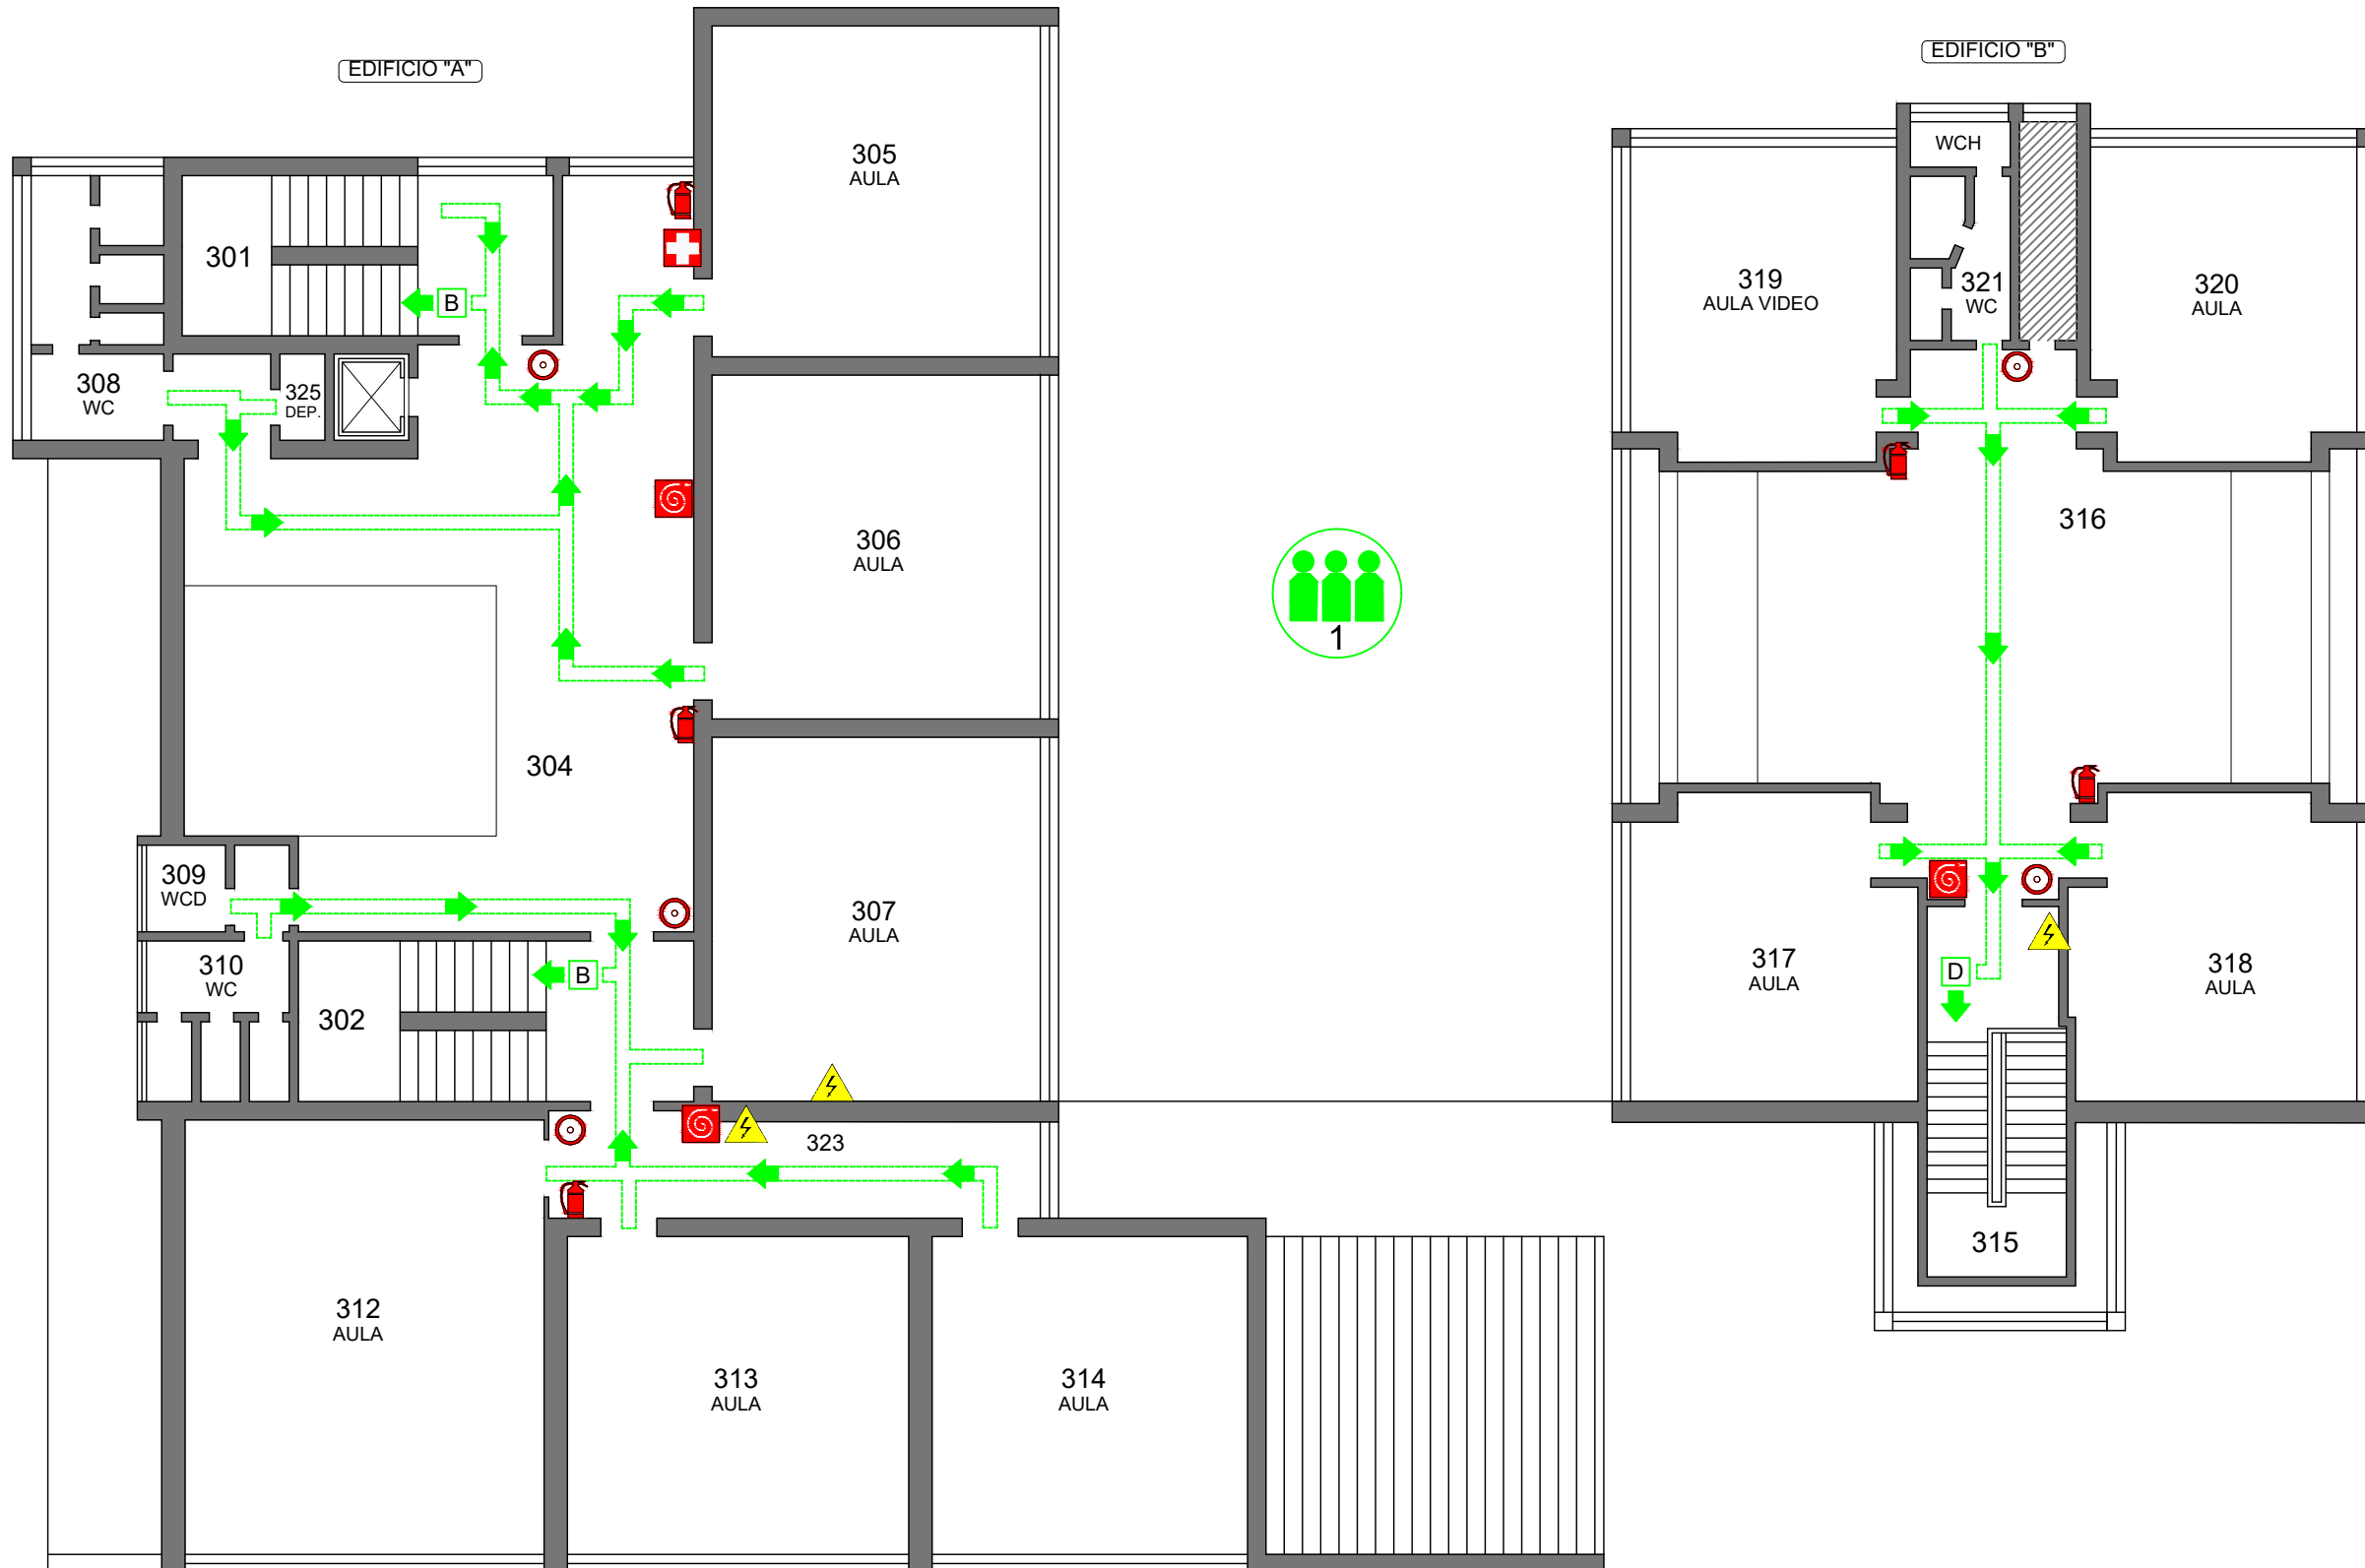 EDIFICIO "A"
EDIFICIO "B"
305
AULA
WCH
301
B
319
AULA VIDEO
321
WC
320
AULA
308
WC
325
DEP.
306
AULA
316
1
304
309
WCD
307
AULA
310
WC
302
B
317
AULA
D
318
AULA
323
315
312
AULA
313
AULA
314
AULA